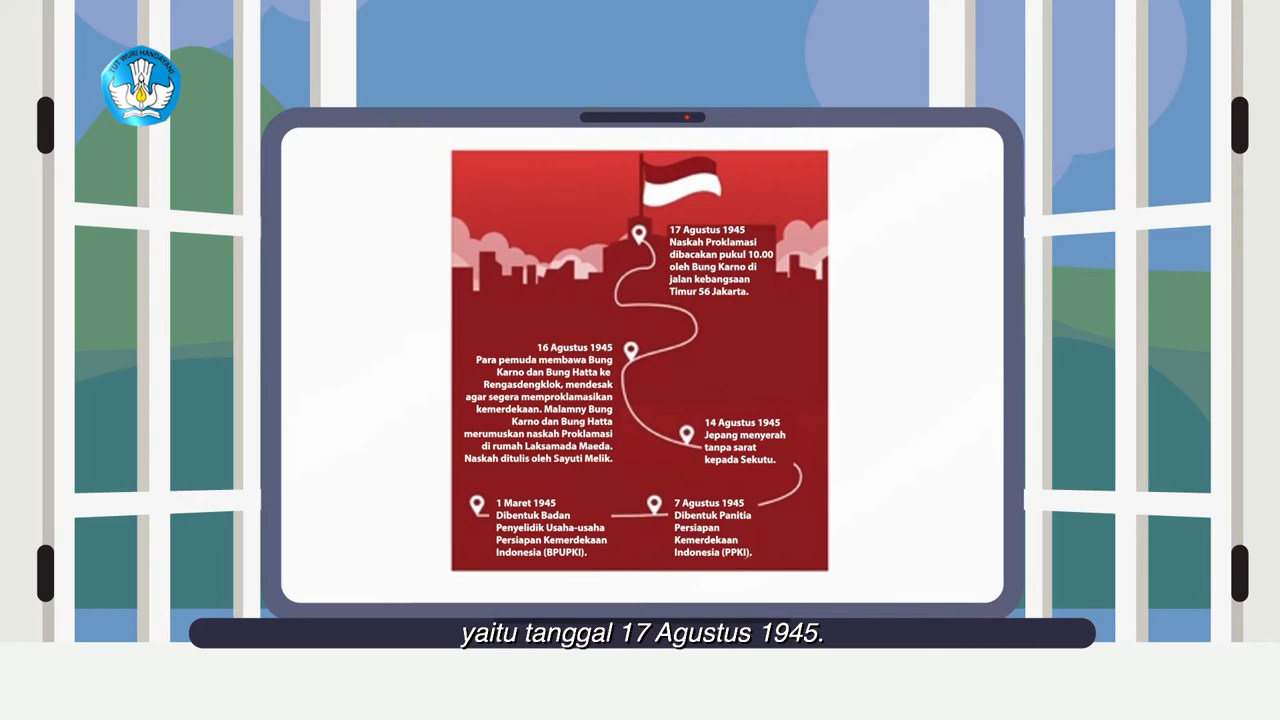 TUT WURI HANDAYANI
17 Agustus 1945
Naskah Proklamasi
dibacakan pukul 10.00
oleh Bung Karno di
jalan kebangsaan
Timur 56 Jakarta.
16 Agustus 1945
Para pemuda membawa Bung
Karno dan Bung Hatta ke
Rengasdengklok, mendesak
agar segera memproklamasikan
kemerdekaan. Malamny Bung
Karno dan Bung Hatta
merumuskan naskah Proklamasi
di rumah Laksamada Maeda.
Naskah ditulis oleh Sayuti Melik.
14 Agustus 1945
Jepang menyerah
tanpa sarat
kepada Sekutu.
1 Maret 1945
Dibentuk Badan
Penyelidik Usaha-usaha
Persiapan Kemerdekaan
Indonesia (BPUPKI).
7 Agustus 1945
Dibentuk Panitia
Persiapan
Kemerdekaan
Indonesia (PPKI).
yaitu tanggal 17 Agustus 1945.